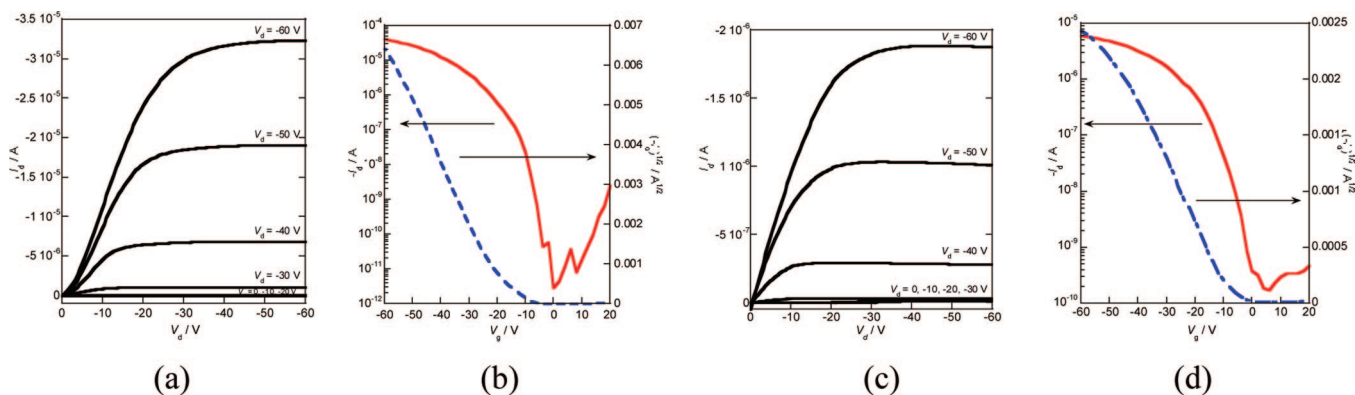 -3.5 10⁻⁵
-3 10⁻⁵
-2.5 10⁻⁵
-2 10⁻⁵
-1.5 10⁻⁵
-1 10⁻⁵
-5 10⁻⁶
0
-I_d / A
V_d = -60 V
V_d = -50 V
V_d = -40 V
V_d = -30 V
V = 0, -10, -20 V
0 -10 -20 -30 -40 -50 -60
V_d / V
(a)
10⁻⁴
10⁻⁵
10⁻⁶
10⁻⁷
10⁻⁸
10⁻⁹
10⁻¹⁰
10⁻¹¹
10⁻¹²
-I_d / A
0.007
0.006
0.005
0.004
0.003
0.002
0.001
0
/ A^1/2
-60 -50 -40 -30 -20 -10 0 10 20
V_g / V
(b)
-2 10⁻⁶
-1.5 10⁻⁶
-1 10⁻⁶
-5 10⁻⁷
0
I_d / A
V_d = -60 V
V_d = -50 V
V_d = -40 V
V_d = 0, -10, -20, -30 V
0 -10 -20 -30 -40 -50 -60
V_d / V
(c)
10⁻⁵
10⁻⁶
10⁻⁷
10⁻⁸
10⁻⁹
10⁻¹⁰
-I_d / A
0.0025
0.002
0.0015
0.001
0.0005
0
/ A^1/2
-60 -50 -40 -30 -20 -10 0 10 20
V_g / V
(d)